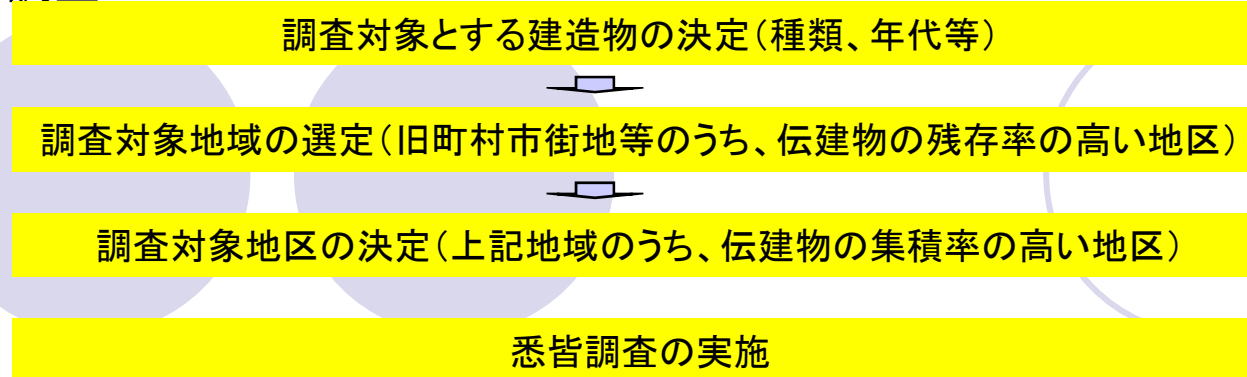 調査対象とする建造物の決定（種類、年代等）
調査対象地域の選定（旧町村市街地等のうち、伝建物の残存率の高い地区）
調査対象地区の決定（上記地域のうち、伝建物の集積率の高い地区）
悉皆調査の実施